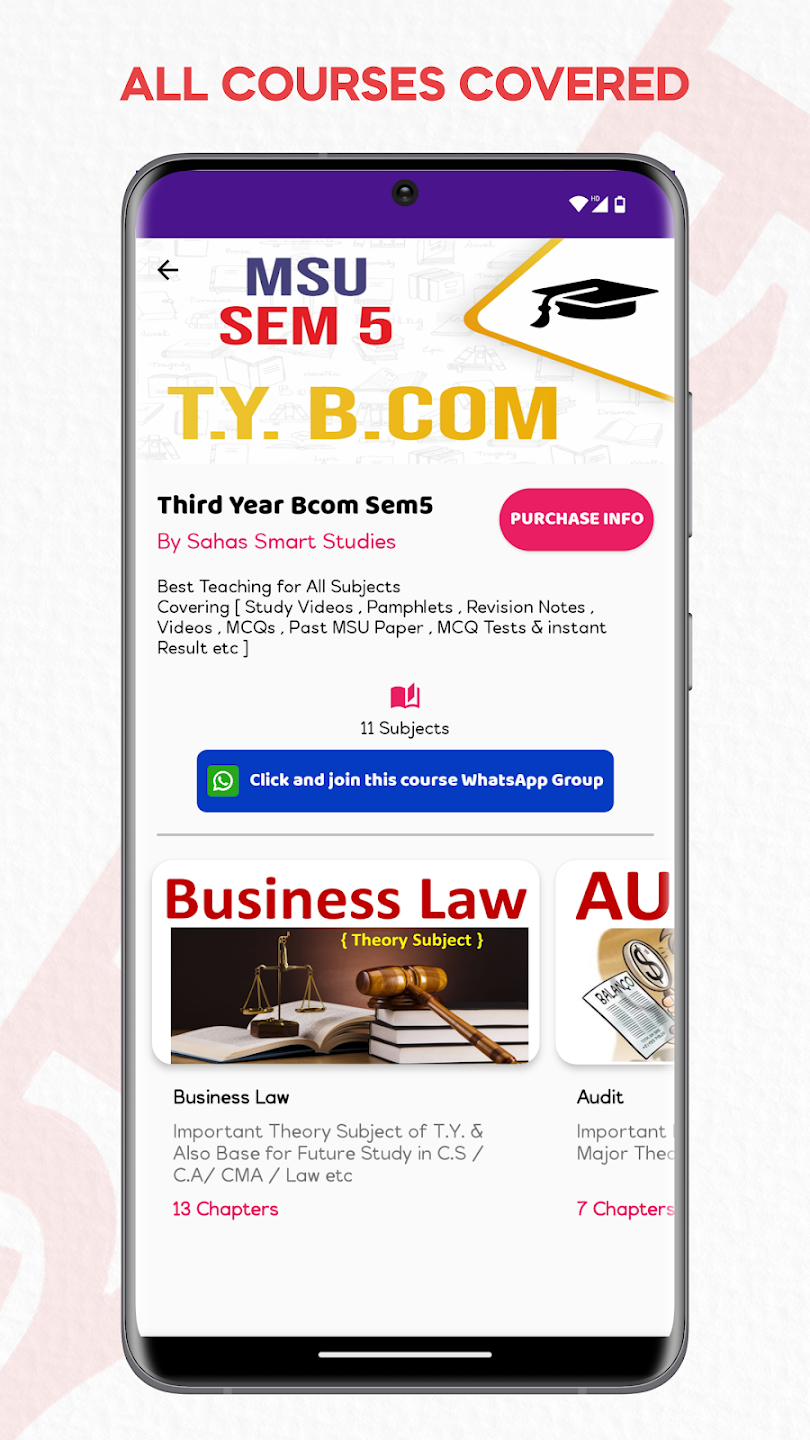 ALL COURSES COVERED
HD
MSU
SEM 5
T.Y. B.COM
Third Year Bcom Sem5
PURCHASE INFO
By Sahas Smart Studies
Best Teaching for All Subjects
Covering [ Study Videos , Pamphlets , Revision Notes ,
Videos , MCQs , Past MSU Paper , MCQ Tests & instant
Result etc ]
11 Subjects
Click and join this course WhatsApp Group
Business Law
{ Theory Subject }
AU
BALANÇO
Business Law
Important Theory Subject of T.Y. &
Also Base for Future Study in C.S /
C.A/ CMA / Law etc
13 Chapters
Audit
Important
Major Theo
7 Chapters